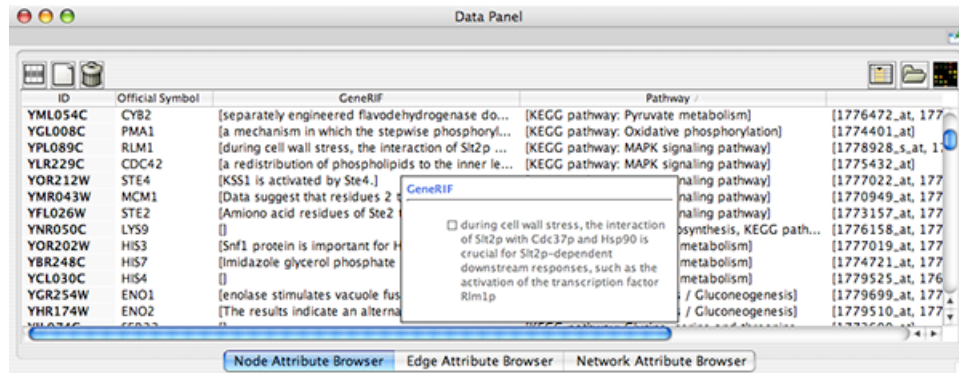 Data Panel
ID Official Symbol GeneRIF Pathway
YML054C CYB2 [separately engineered flavodehydrogenase do... [KEGG pathway: Pyruvate metabolism] [1776472_at, 177
YGL008C PMA1 [a mechanism in which the stepwise phosphoryl... [KEGG pathway: Oxidative phosphorylation] [1774401_at]
YPL089C RLM1 [during cell wall stress, the interaction of Slt2p ... [KEGG pathway: MAPK signaling pathway] [1778928_s_at, 1
YLR229C CDC42 [a redistribution of phospholipids to the inner le... [KEGG pathway: MAPK signaling pathway] [1775432_at]
YOR212W STE4 [KSS1 is activated by Ste4.] naling pathway] [1777022_at, 177
YMR043W MCM1 [Data suggest that residues 2 t naling pathway] [1770949_at, 177
YFL026W STE2 [Amiono acid residues of Ste2 naling pathway] [1773157_at, 177
YNR050C LYS9 [] osynthesis, KEGG path... [1776158_at, 177
YOR202W HIS3 [Snf1 protein is important for H metabolism] [1777019_at, 177
YBR248C HIS7 [Imidazole glycerol phosphate metabolism] [1774721_at, 177
YCL030C HIS4 [] metabolism] [1779525_at, 176
YGR254W ENO1 [enolase stimulates vacuole fus / Gluconeogenesis] [1779699_at, 177
YHR174W ENO2 [The results indicate an alterna / Gluconeogenesis] [1779510_at, 177
GeneRIF
during cell wall stress, the interaction
of Slt2p with Cdc37p and Hsp90 is
crucial for Slt2p-dependent
downstream responses, such as the
activation of the transcription factor
Rlm1p
Node Attribute Browser Edge Attribute Browser Network Attribute Browser